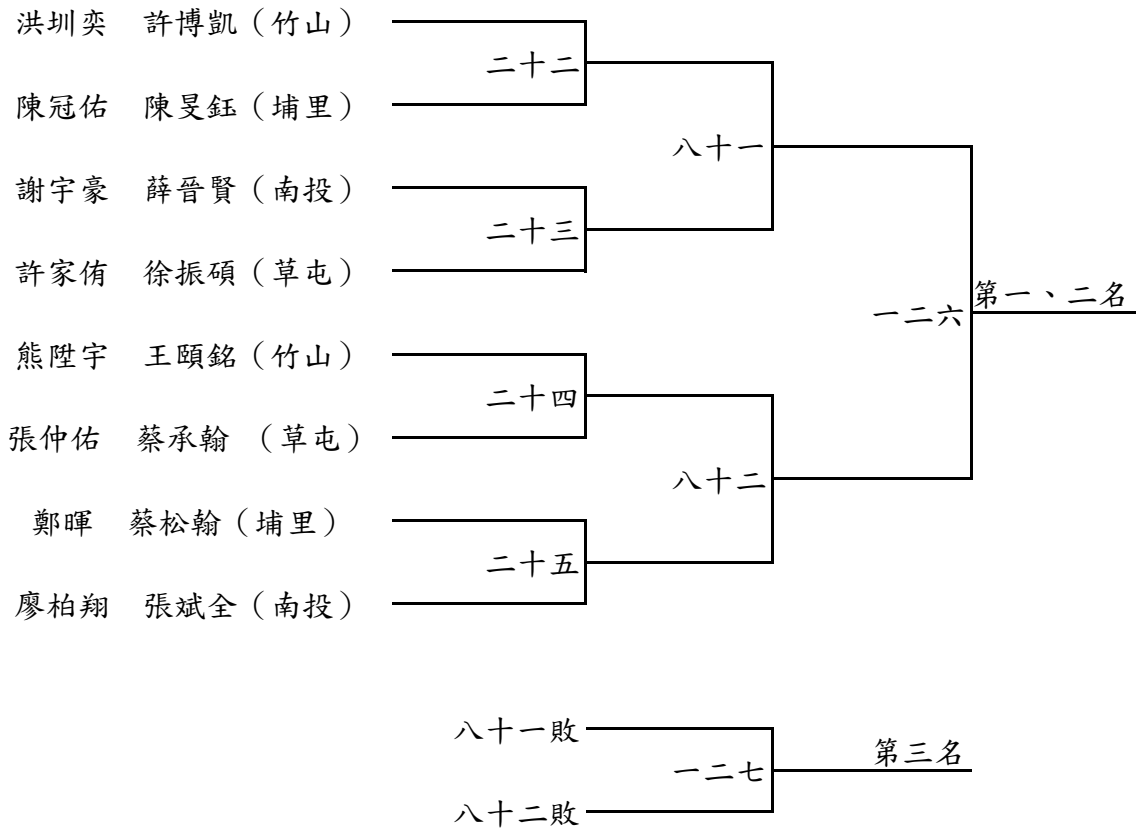 洪圳奕　許博凱（竹山）
二十二
陳冠佑　陳旻鈺（埔里）
八十一
謝宇豪　薛晉賢（南投）
二十三
許家侑　徐振碩（草屯）
一二六
第一、二名
熊陞宇　王頤銘（竹山）
二十四
張仲佑　蔡承翰　（草屯）
八十二
鄭暉　蔡松翰（埔里）
二十五
廖柏翔　張斌全（南投）
八十一敗
一二七
第三名
八十二敗